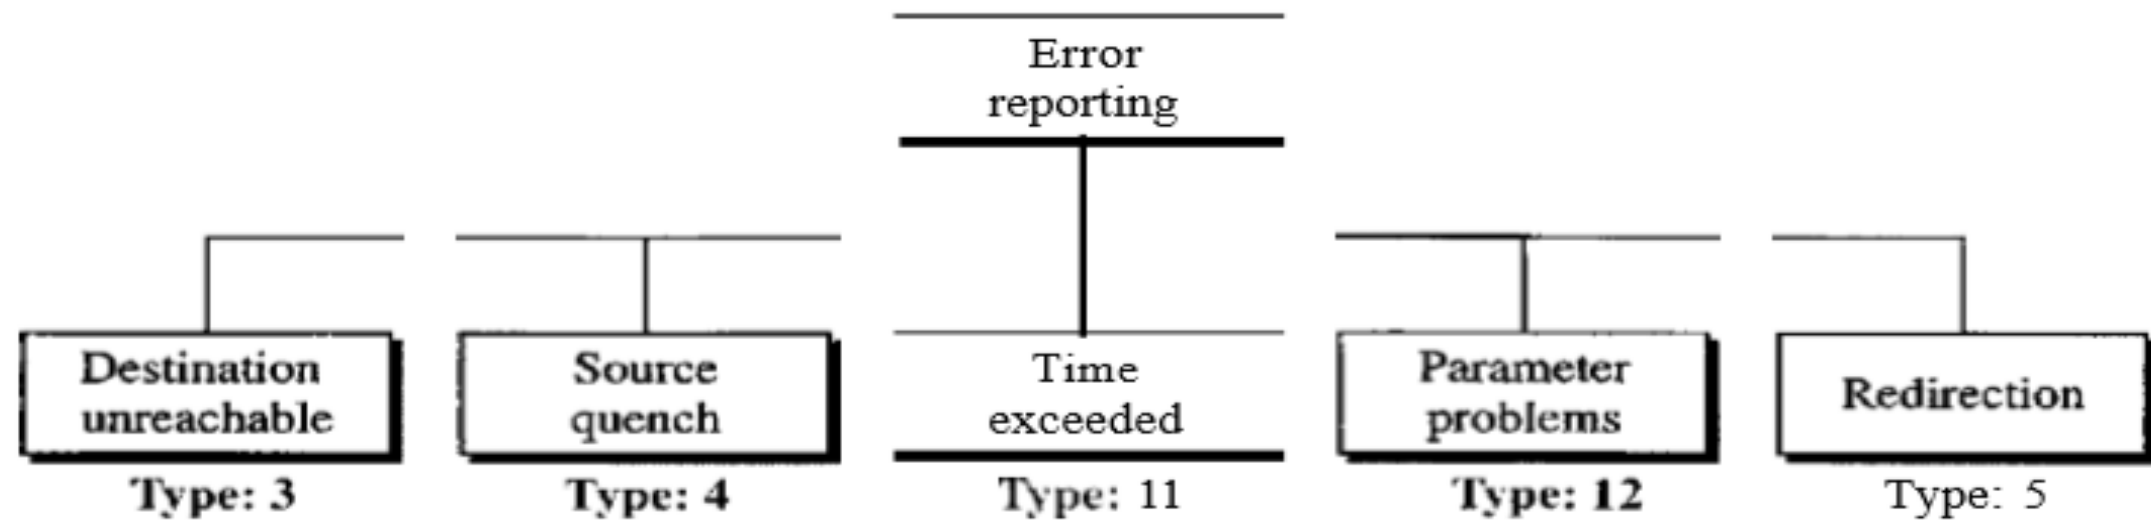 Error
reporting
Destination
unreachable
Source
quench
Time
exceeded
Parameter
problems
Redirection
Type: 3
Type: 4
Type: 11
Type: 12
Type: 5